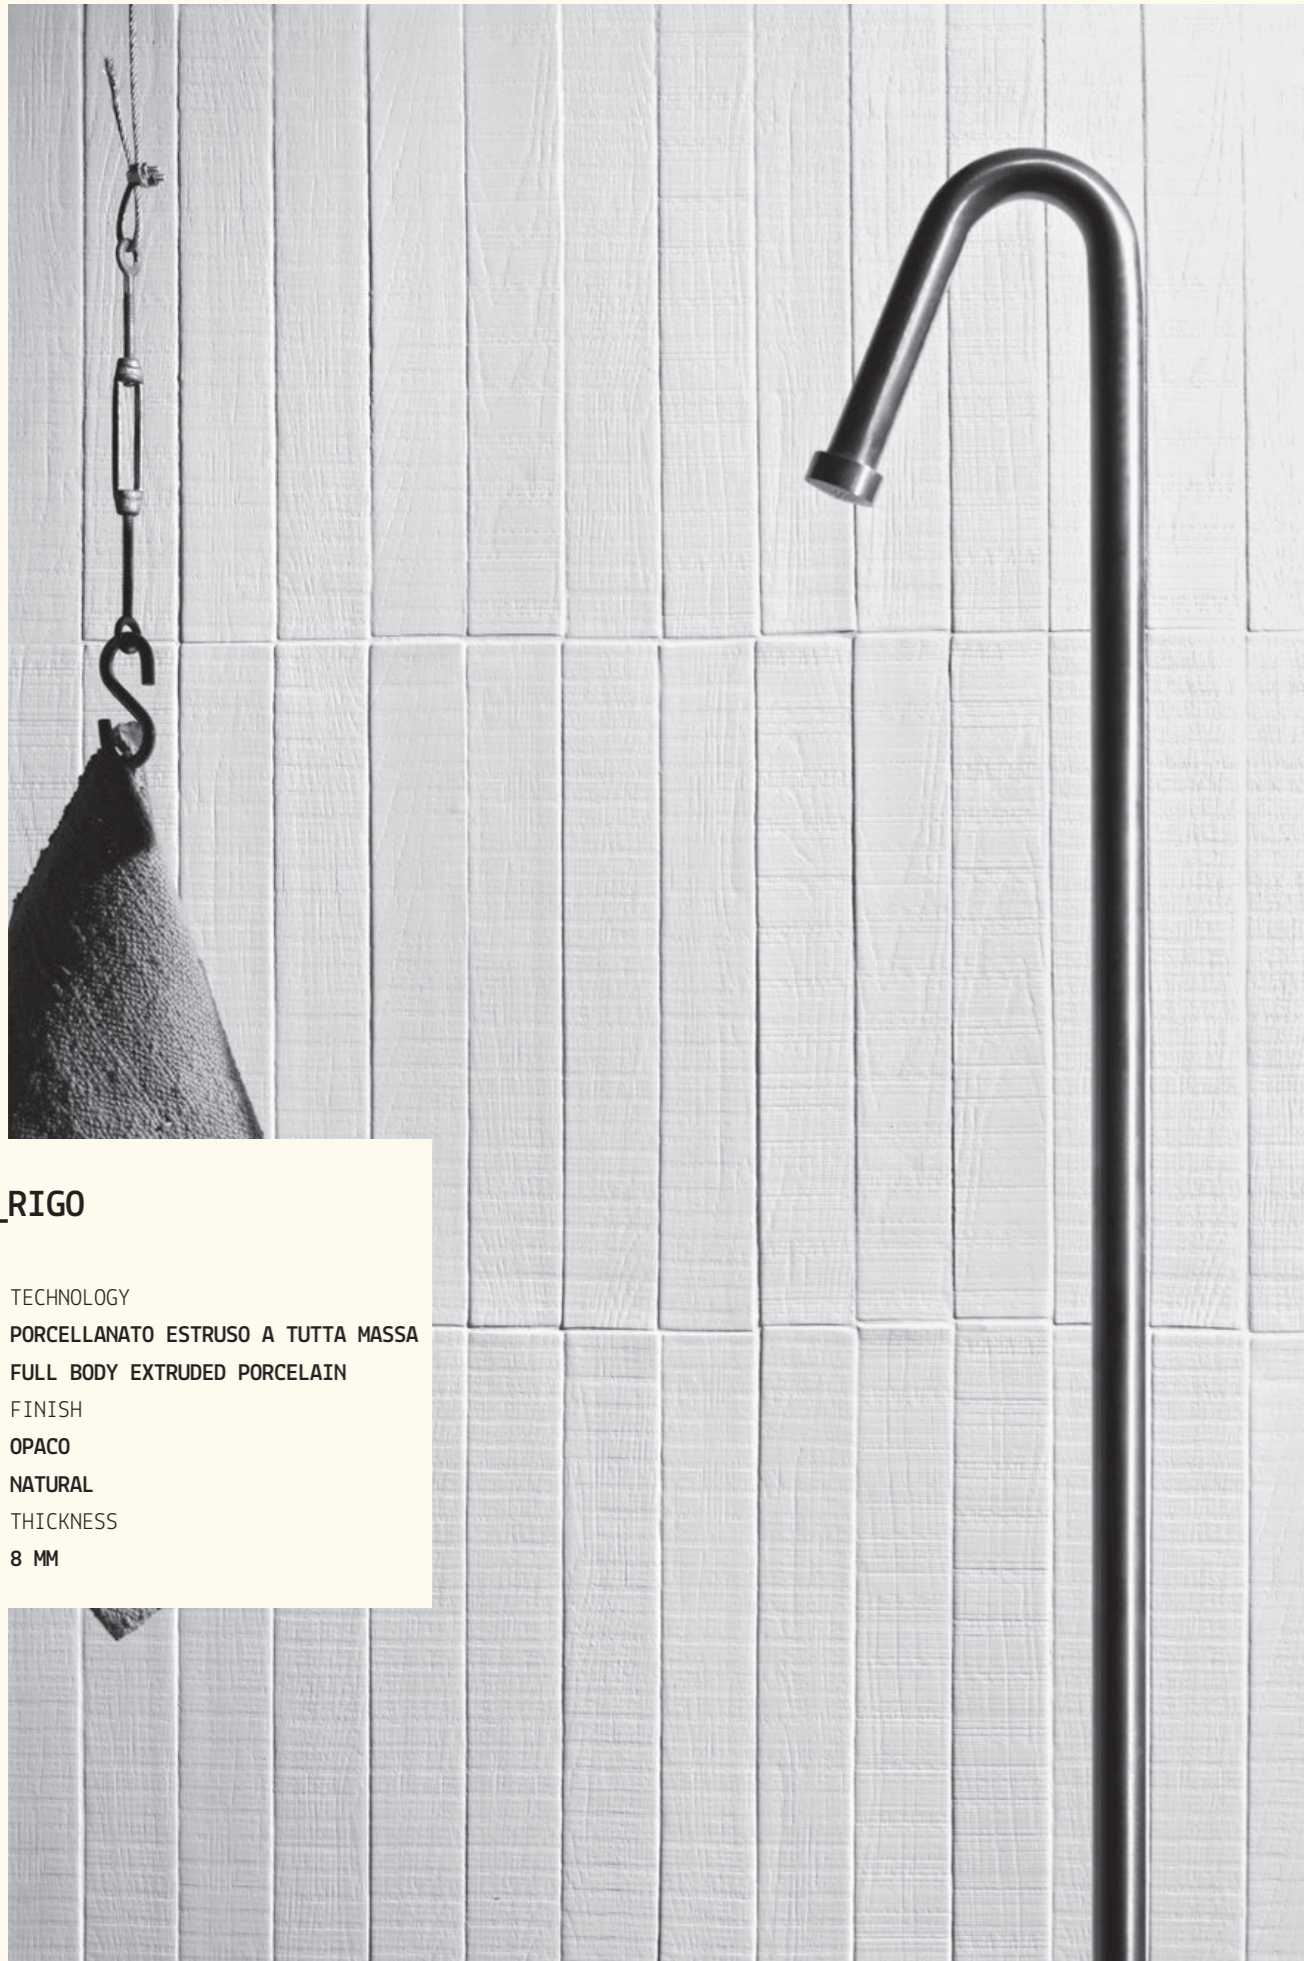 _RIGO
TECHNOLOGY
PORCELLANATO ESTRUSO A TUTTA MASSA
FULL BODY EXTRUDED PORCELAIN
FINISH
OPACO
NATURAL
THICKNESS
8 MM